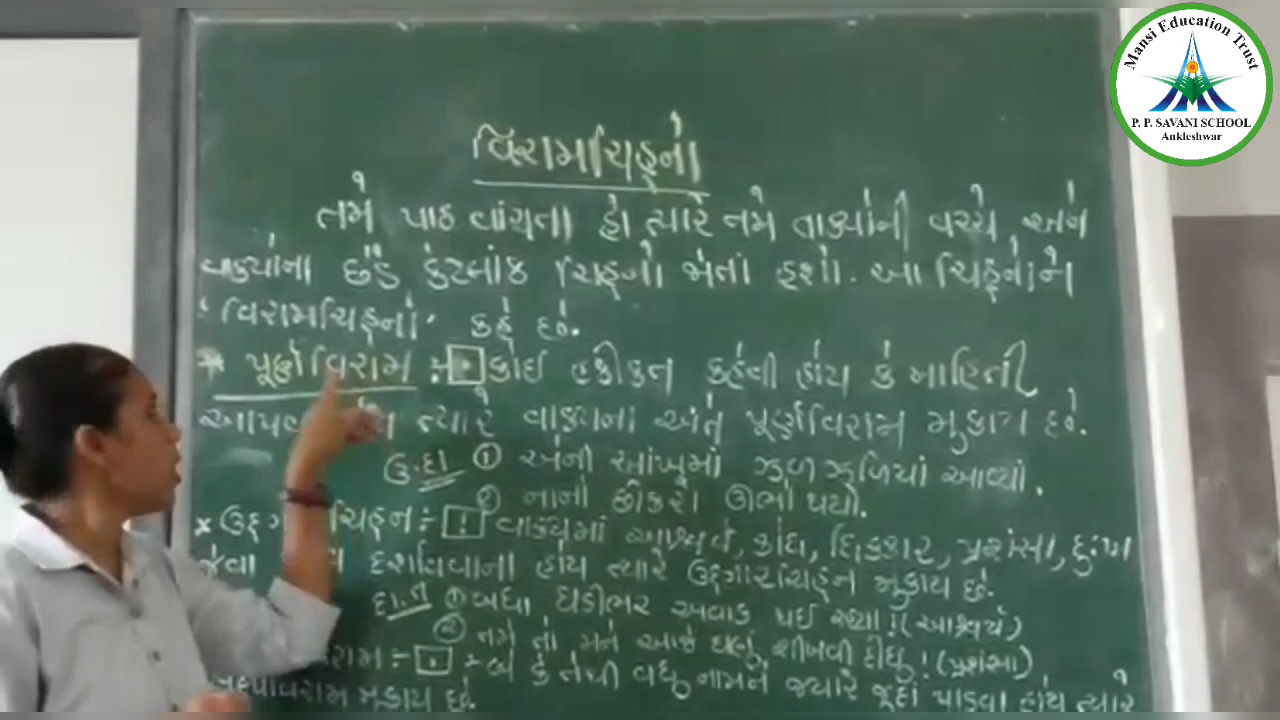 Mansi Education Trust
P. P. SAVANI SCHOOL
Ankleshwar
વિરામચિહ્નો
તમે પાઠ વાંચતા હો ત્યારે તમે વાક્યોની વચ્ચે અને
વાક્યોના છેડે કેટલાંક ચિહ્નો જોતા હશો. આ ચિહ્નોને
'વિરામચિહ્નો' કહે છે.
* પૂર્ણવિરામ :- [.] કોઈ હકીકત કહેવી હોય કે માહિતી
ત્યારે વાક્યના અંતે પૂર્ણવિરામ મુકાય છે.
ઉ.દા ① એની આંખમાં ઝળઝળિયાં આવ્યાં.
② નાનો છોકરો ઊભો થયો.
× ચિહ્ન :- [!] વાક્યમાં આશ્ચર્ય, ક્રોધ, ધિક્કાર, પ્રશંસા, દુઃખ
જેવા દર્શાવવાના હોય ત્યારે ઉદ્દગારચિહ્ન મુકાય છે.
દા.ત ① બધા ઘડીભર અવાક થઈ રહ્યા! (આશ્ચર્ય)
② તમે તો મને આજે ઘણું શીખવી દીધુ! (પ્રશંસા)
:- [,] બે કે તેથી વધુ નામને જ્યારે જૂદાં પાડવા હોય ત્યારે
મુકાય છે.